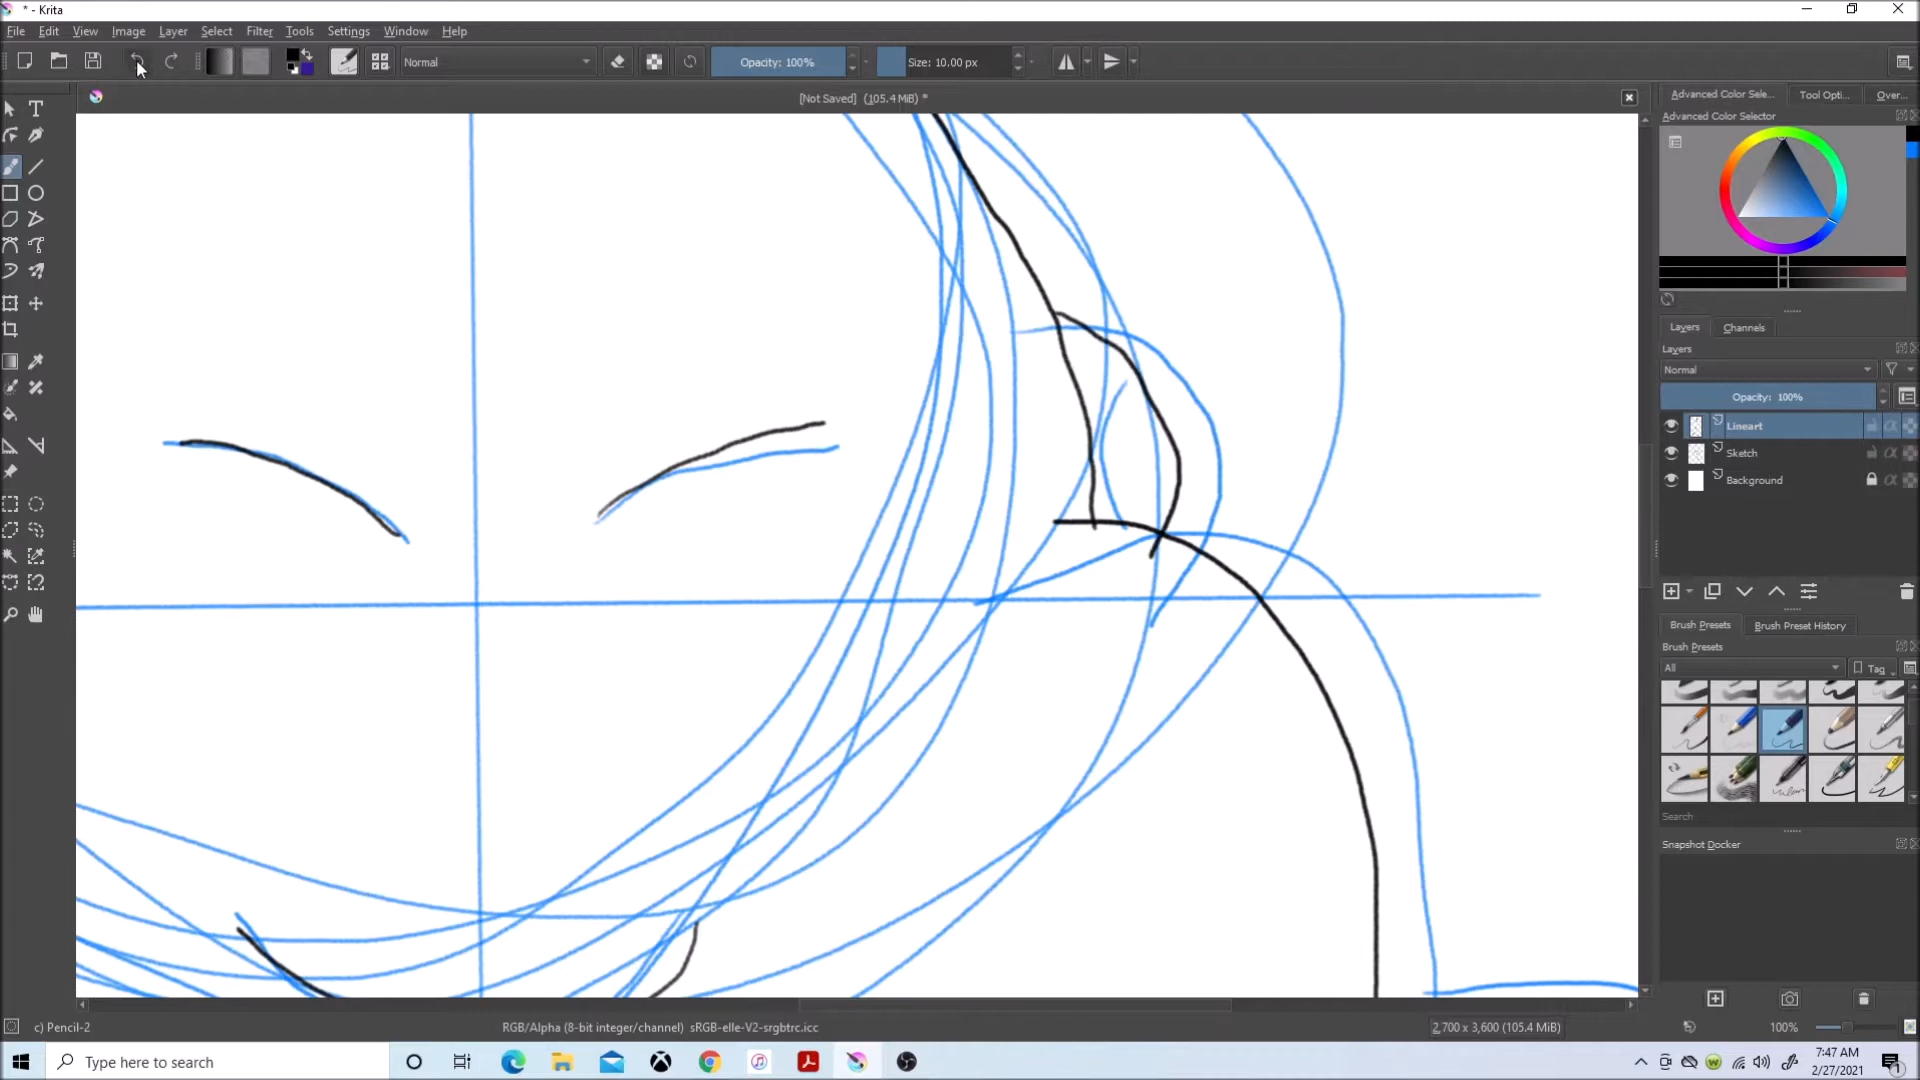 * - Krita
File Edit View Image Layer Select Filter Tools Settings Window Help
Normal Opacity: 100% Size: 10.00 px
[Not Saved] (105.4 MiB) *
Advanced Color Sele... Tool Opti... Over...
Advanced Color Selector
Layers Channels
Layers
Normal
Opacity: 100%
Lineart
Sketch
Background
Brush Presets Brush Preset History
Brush Presets
All Tag
Search
Snapshot Docker
c) Pencil-2 RGB/Alpha (8-bit integer/channel) sRGB-elle-V2-srgbtrc.icc 2,700 x 3,600 (105.4 MiB) 100%
Type here to search
7:47 AM
2/27/2021
1